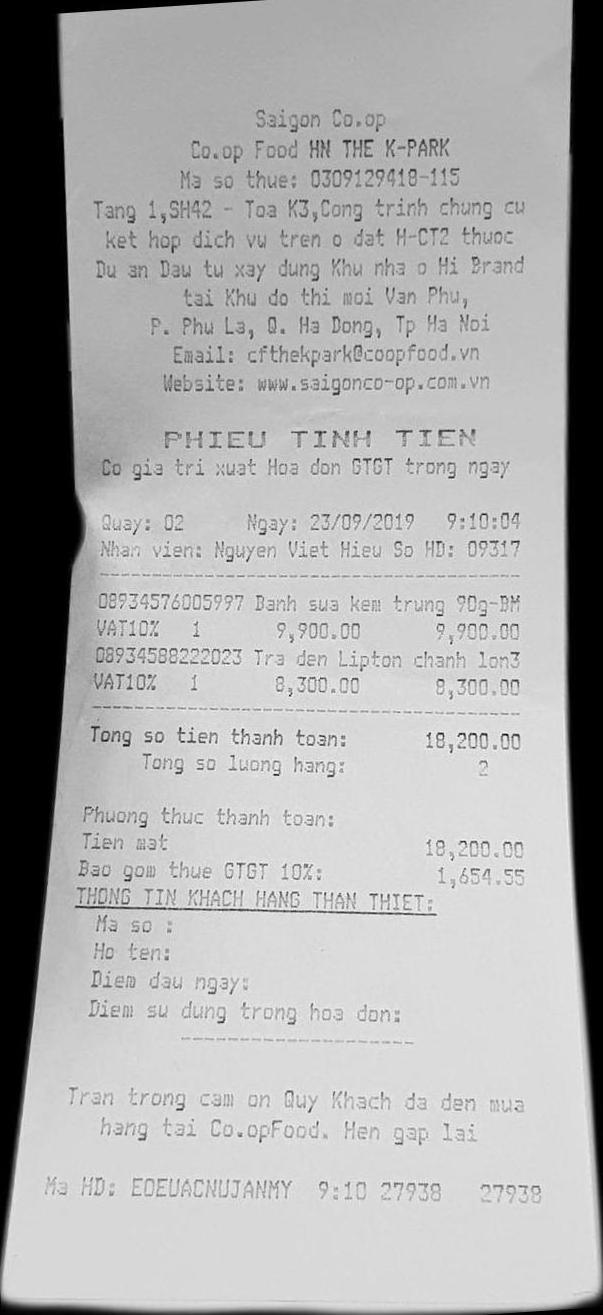 Saigon Co.op
Co.op Food HN THE K-PARK
Ma so thue: 0309129418-115
Tang 1,SH42 - Toa K3,Cong trinh chung cu
ket hop dich vu tren o dat H-CT2 thuoc
Du an Dau tu xay dung Khu nha o Hi Brand
tai Khu do thi moi Van Phu,
P. Phu La, Q. Ha Dong, Tp Ha Noi
Email: cfthekpark@coopfood.vn
Website: www.saigonco-op.com.vn
PHIEU TINH TIEN
Co gia tri xuat Hoa don GTGT trong ngay
Quay: 02 Ngay: 23/09/2019 9:10:04
Nhan vien: Nguyen Viet Hieu So HD: 09317
08934576005997 Banh sua kem trung 90g-BM
VAT10% 1 9,900.00 9,900.00
08934588222023 Tra den Lipton chanh lon3
VAT10% 1 8,300.00 8,300.00
Tong so tien thanh toan: 18,200.00
Tong so luong hang: 2
Phuong thuc thanh toan:
Tien mat 18,200.00
Bao gom thue GTGT 10%: 1,654.55
THONG TIN KHACH HANG THAN THIET:
Ma so :
Ho ten:
Diem dau ngay:
Diem su dung trong hoa don:
Tran trong cam on Quy Khach da den mua
hang tai Co.opFood. Hen gap lai
Ma HD: EOEUACNUJANMY 9:10 27938 27938